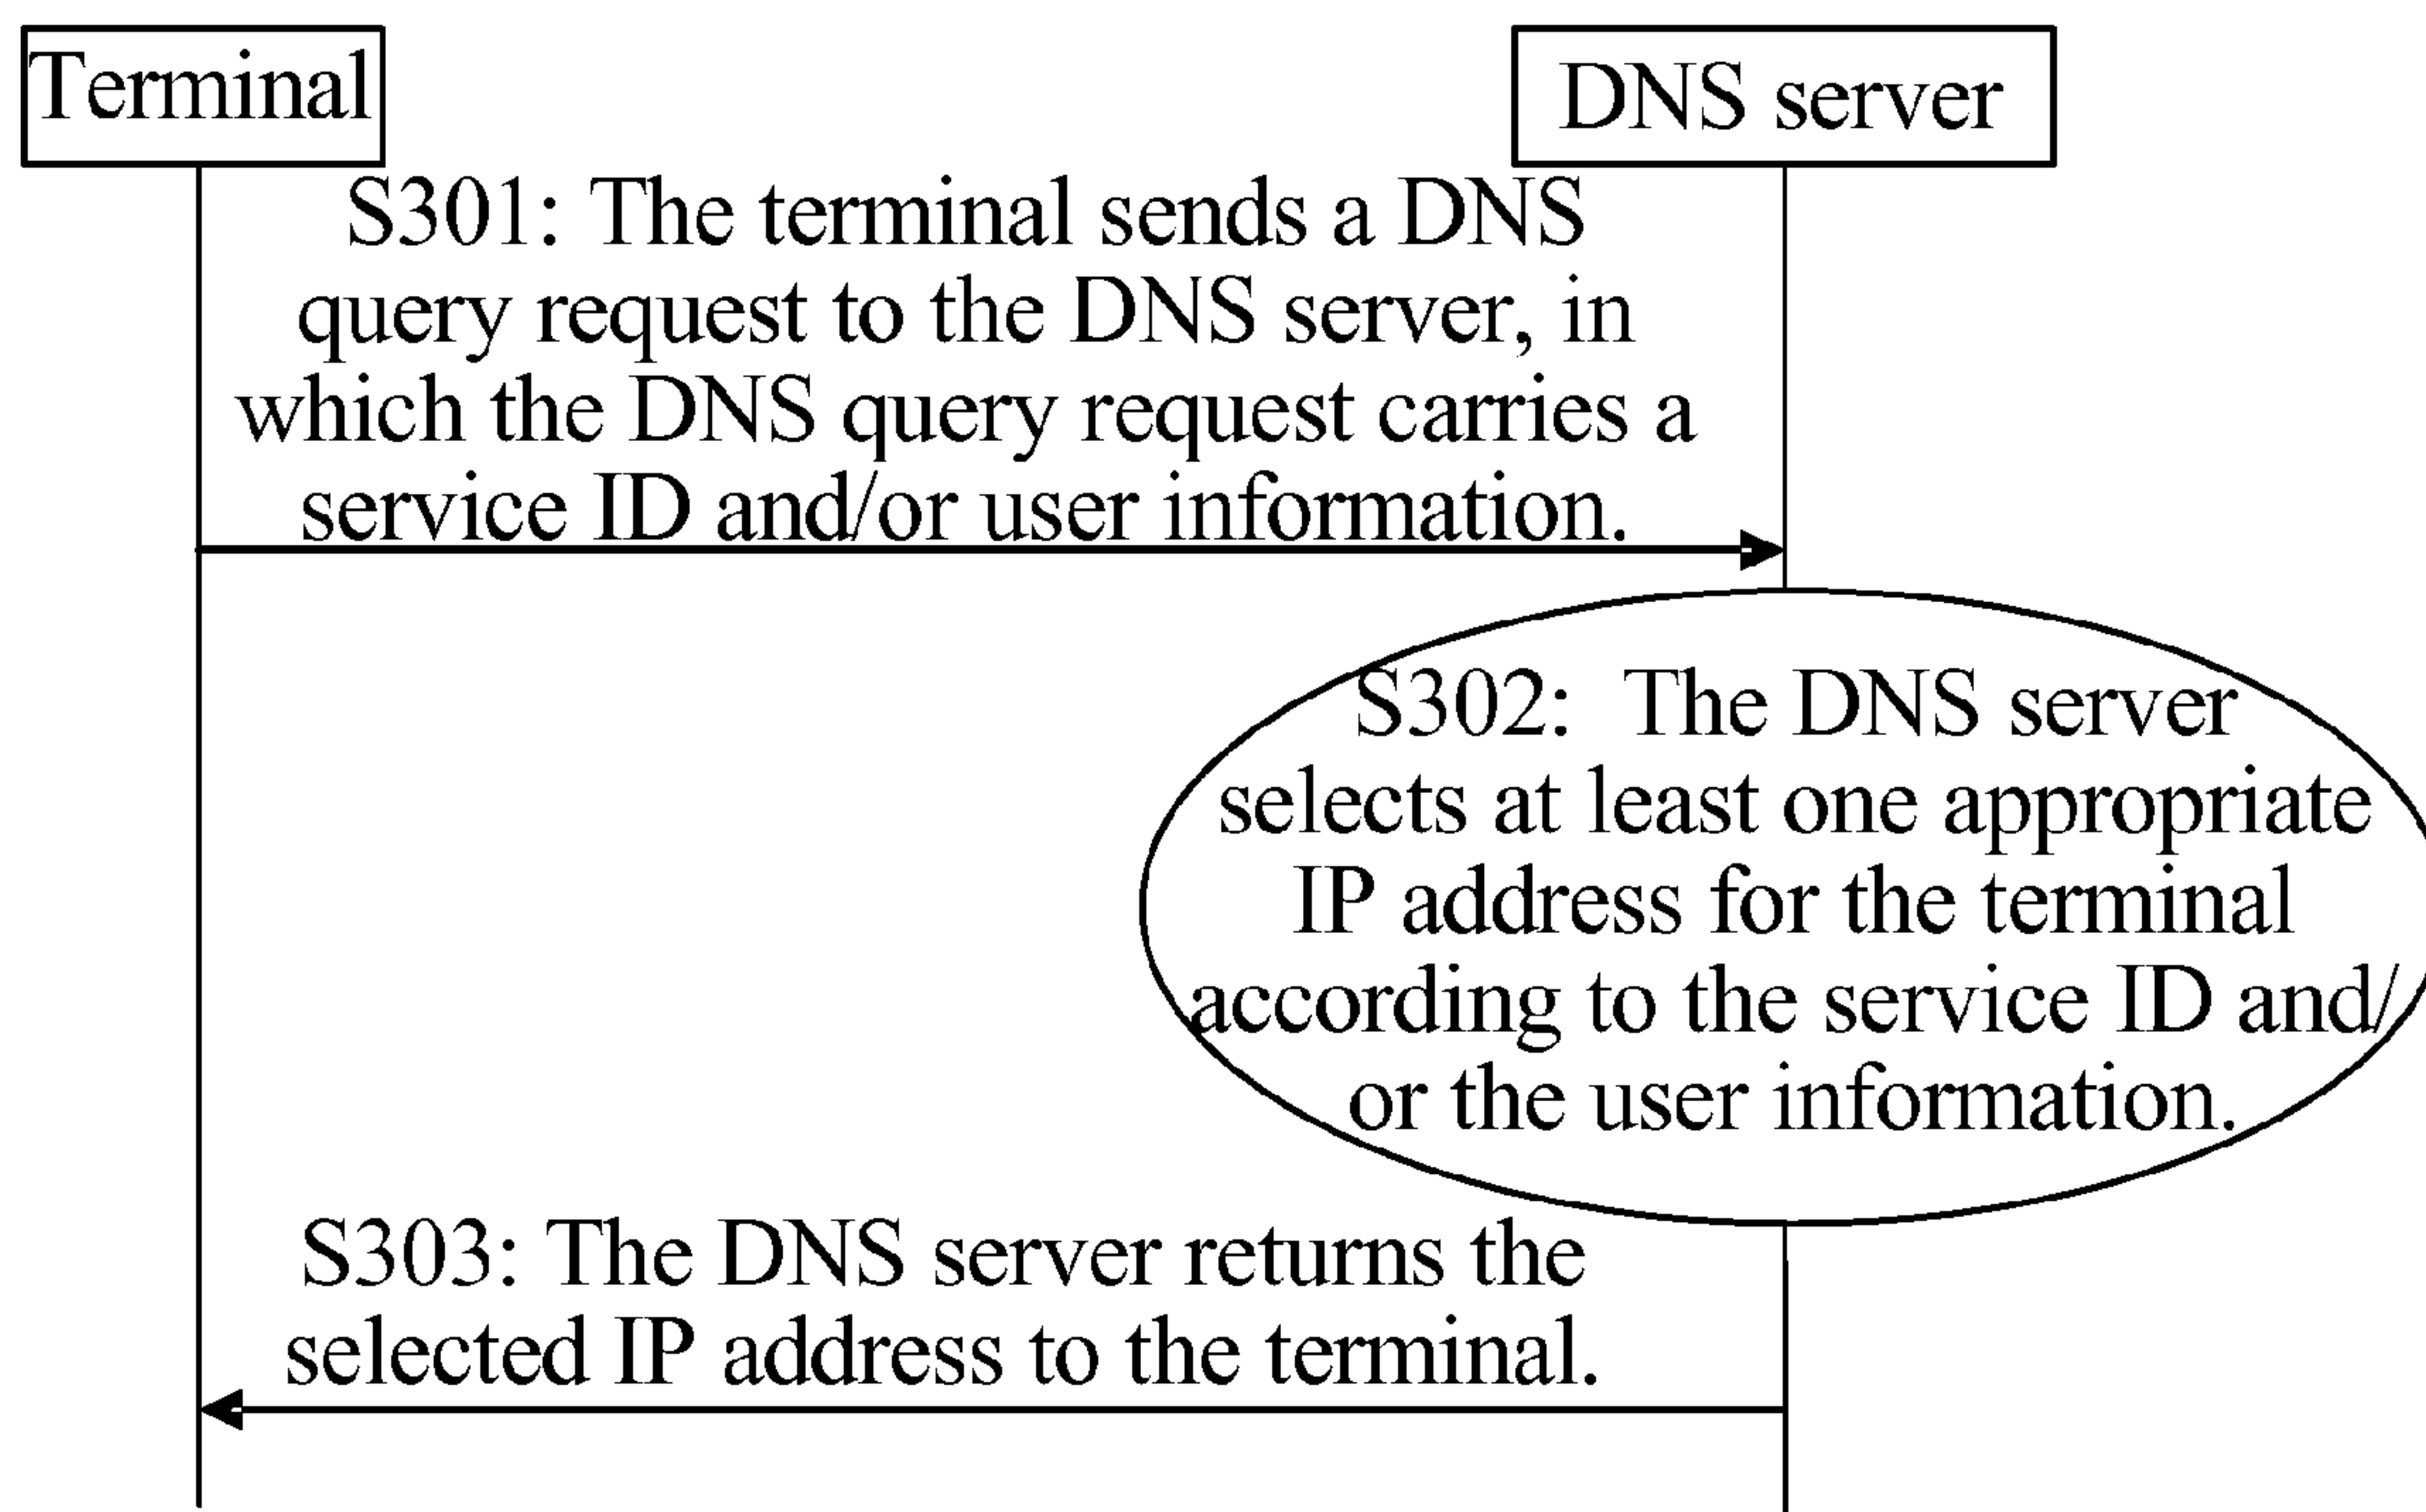 Terminal
DNS server
S301: The terminal sends a DNS
query request to the DNS server, in
which the DNS query request carries a
service ID and/or user information.
S302: The DNS server
selects at least one appropriate
IP address for the terminal
according to the service ID and/
or the user information.
S303: The DNS server returns the
selected IP address to the terminal.